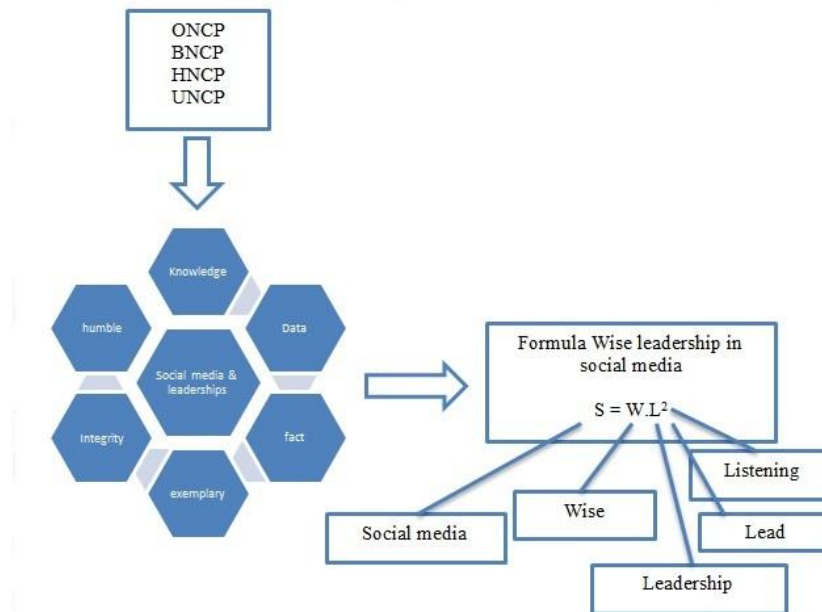 ONCP
BNCP
HNCP
UNCP
Knowledge
humble
Data
Social media &
leaderships
Integrity
fact
exemplary
Formula Wise leadership in
social media
S = W.L²
Listening
Wise
Social media
Lead
Leadership